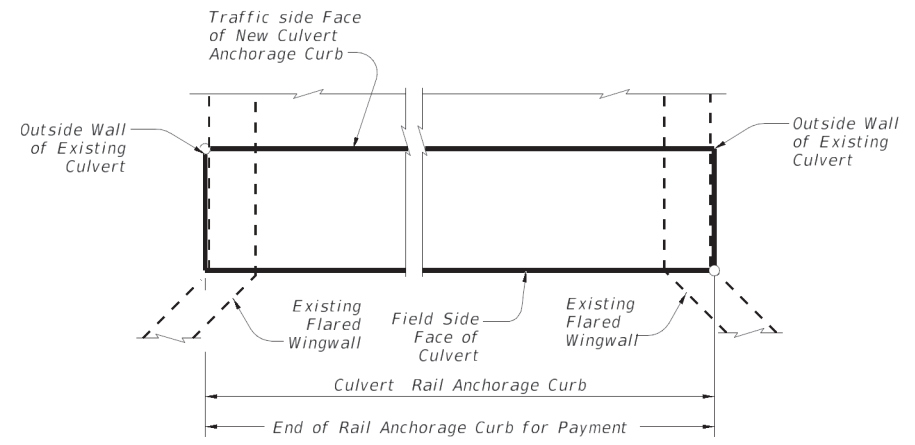 Traffic side Face
of New Culvert
Anchorage Curb
Outside Wall
of Existing
Culvert
Outside Wall
of Existing
Culvert
Existing
Flared
Wingwall
Field Side
Face of
Culvert
Existing
Flared
Wingwall
Culvert Rail Anchorage Curb
End of Rail Anchorage Curb for Payment